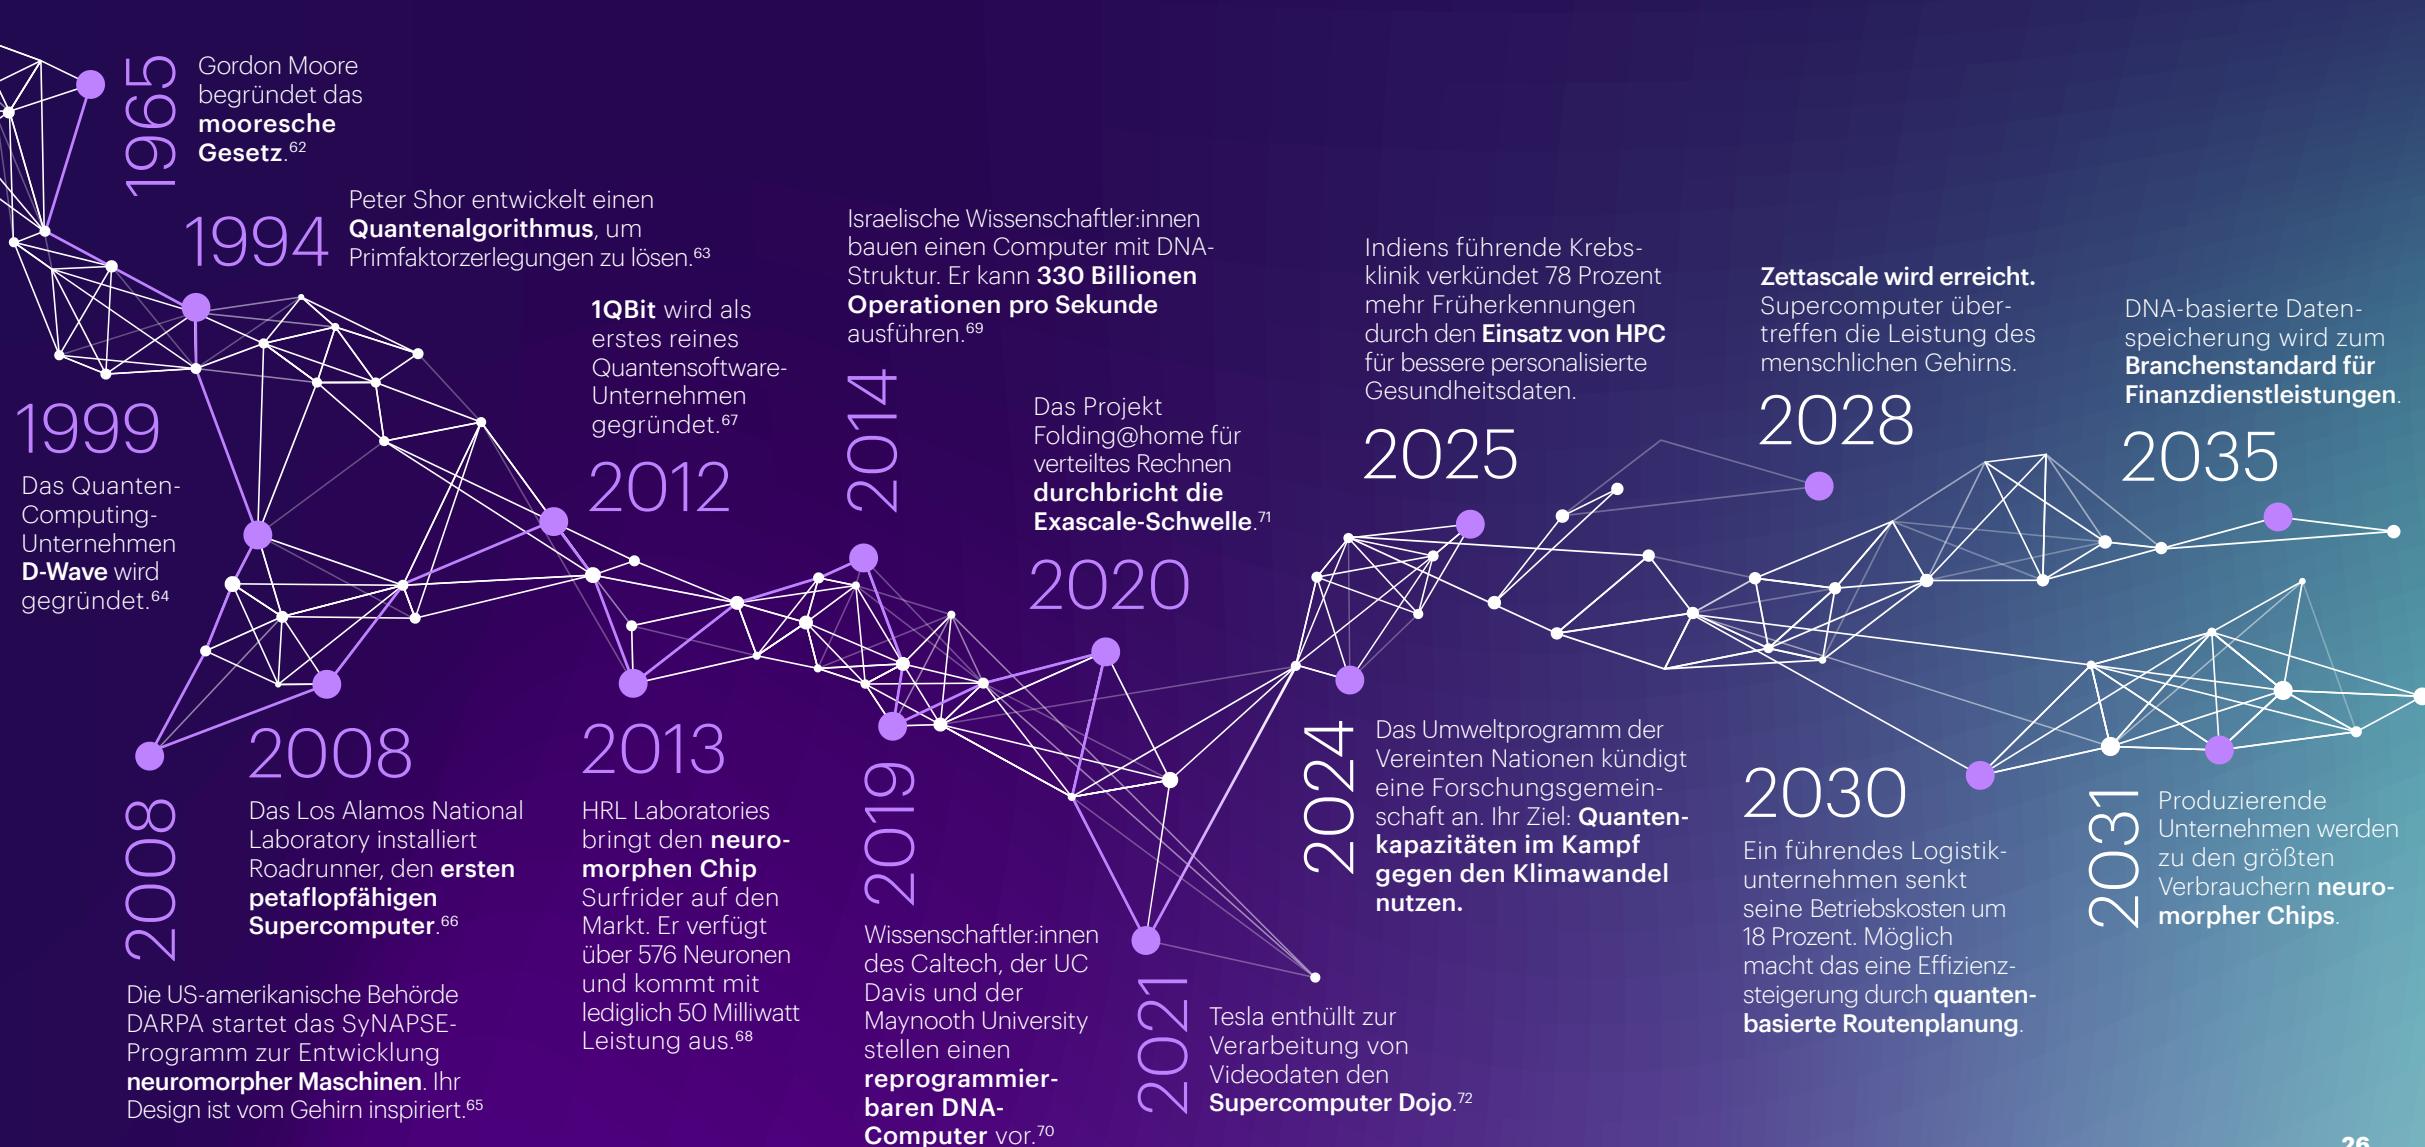 1965
Gordon Moore
begründet das
mooresche
Gesetz.62
1994
Peter Shor entwickelt einen
Quantenalgorithmus, um
Primfaktorzerlegungen zu lösen.63
1999
Das Quanten-
Computing-
Unternehmen
D-Wave wird
gegründet.64
2008
Die US-amerikanische Behörde
DARPA startet das SyNAPSE-
Programm zur Entwicklung
neuromorpher Maschinen. Ihr
Design ist vom Gehirn inspiriert.65
2008
Das Los Alamos National
Laboratory installiert
Roadrunner, den ersten
petaflopfähigen
Supercomputer.66
1QBit wird als
erstes reines
Quantensoftware-
Unternehmen
gegründet.67
2012
2013
HRL Laboratories
bringt den neuro-
morphen Chip
Surfrider auf den
Markt. Er verfügt
über 576 Neuronen
und kommt mit
lediglich 50 Milliwatt
Leistung aus.68
Israelische Wissenschaftler:innen
bauen einen Computer mit DNA-
Struktur. Er kann 330 Billionen
Operationen pro Sekunde
ausführen.69
2014
2019
Wissenschaftler:innen
des Caltech, der UC
Davis und der
Maynooth University
stellen einen
reprogrammier-
baren DNA-
Computer vor.70
Das Projekt
Folding@home für
verteiltes Rechnen
durchbricht die
Exascale-Schwelle.71
2020
2021
Tesla enthüllt zur
Verarbeitung von
Videodaten den
Supercomputer Dojo.72
2024
Das Umweltprogramm der
Vereinten Nationen kündigt
eine Forschungsgemein-
schaft an. Ihr Ziel: Quanten-
kapazitäten im Kampf
gegen den Klimawandel
nutzen.
Indiens führende Krebs-
klinik verkündet 78 Prozent
mehr Früherkennungen
durch den Einsatz von HPC
für bessere personalisierte
Gesundheitsdaten.
2025
Zettascale wird erreicht.
Supercomputer über-
treffen die Leistung des
menschlichen Gehirns.
2028
2030
Ein führendes Logistik-
unternehmen senkt
seine Betriebskosten um
18 Prozent. Möglich
macht das eine Effizienz-
steigerung durch quanten-
basierte Routenplanung.
2031
Produzierende
Unternehmen werden
zu den größten
Verbrauchern neuro-
morpher Chips.
DNA-basierte Daten-
speicherung wird zum
Branchenstandard für
Finanzdienstleistungen.
2035
26